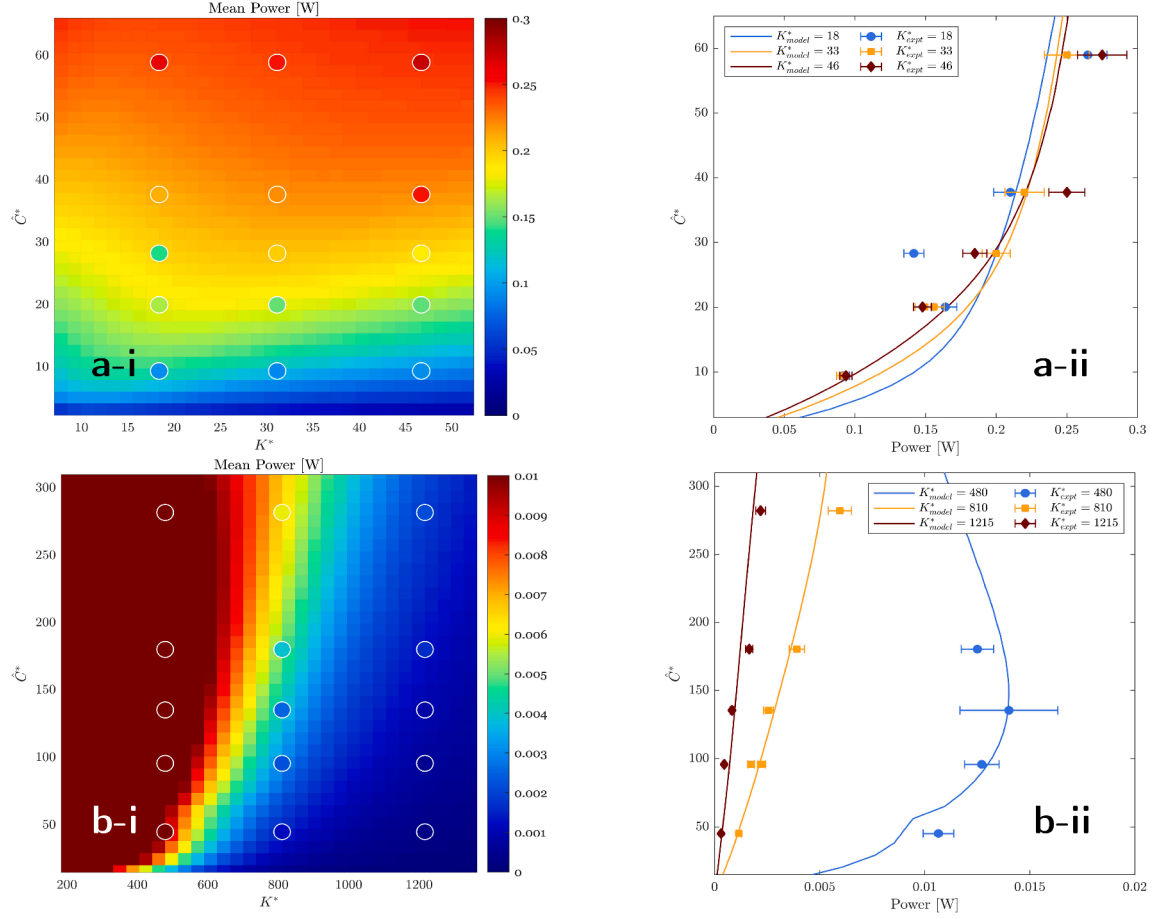 Mean Power [W]
60
50
40
30
20
10
Ĉ*
10
15
20
25
30
35
40
45
50
K*
0.3
0.25
0.2
0.15
0.1
0.05
0
a-i
K*model = 18
K*model = 33
K*model = 46
K*expt = 18
K*expt = 33
K*expt = 46
60
50
40
30
20
10
Ĉ*
0
0.05
0.1
0.15
0.2
0.25
0.3
Power [W]
a-ii
Mean Power [W]
300
250
200
150
100
50
Ĉ*
200
400
600
800
1000
1200
K*
0.01
0.009
0.008
0.007
0.006
0.005
0.004
0.003
0.002
0.001
0
b-i
K*model = 480
K*model = 810
K*model = 1215
K*expt = 480
K*expt = 810
K*expt = 1215
300
250
200
150
100
50
Ĉ*
0
0.005
0.01
0.015
0.02
Power [W]
b-ii